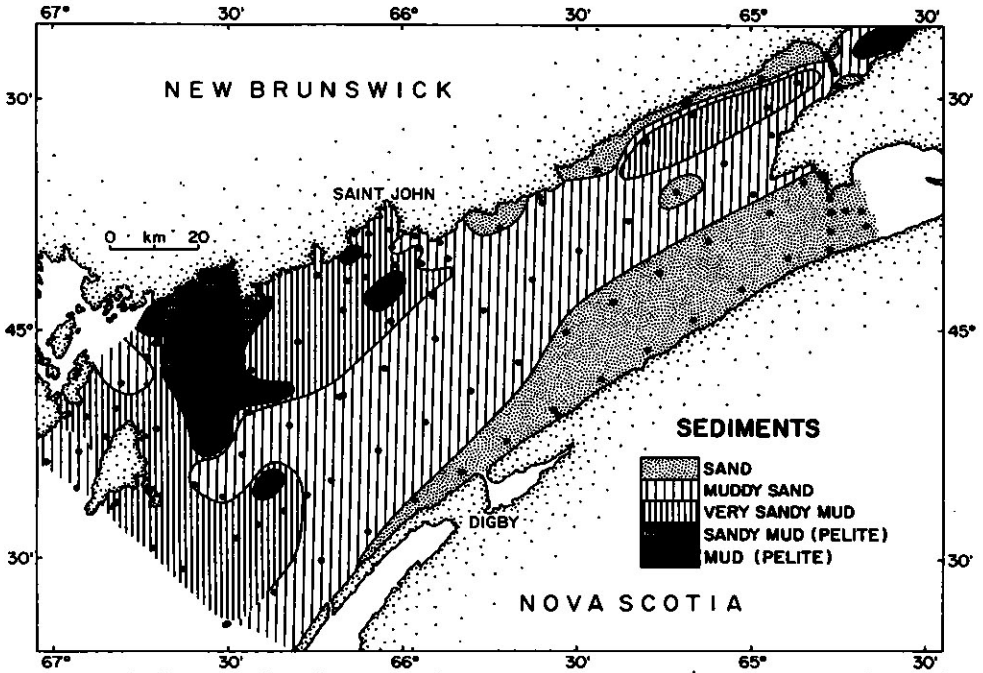 67° 30' 66° 30' 65° 30'
NEW BRUNSWICK
30' 30'
SAINT JOHN
0 km 20
45° 45°
SEDIMENTS
SAND
MUDDY SAND
VERY SANDY MUD
SANDY MUD (PELITE)
MUD (PELITE)
DIGBY
30' 30'
NOVA SCOTIA
67° 30' 66° 30' 65° 30'